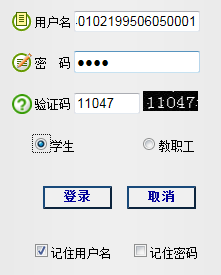 用户名 .0102199506050001
密 码 ●●●●
验证码 11047 11047
学生 教职工
登录 取消
记住用户名 记住密码